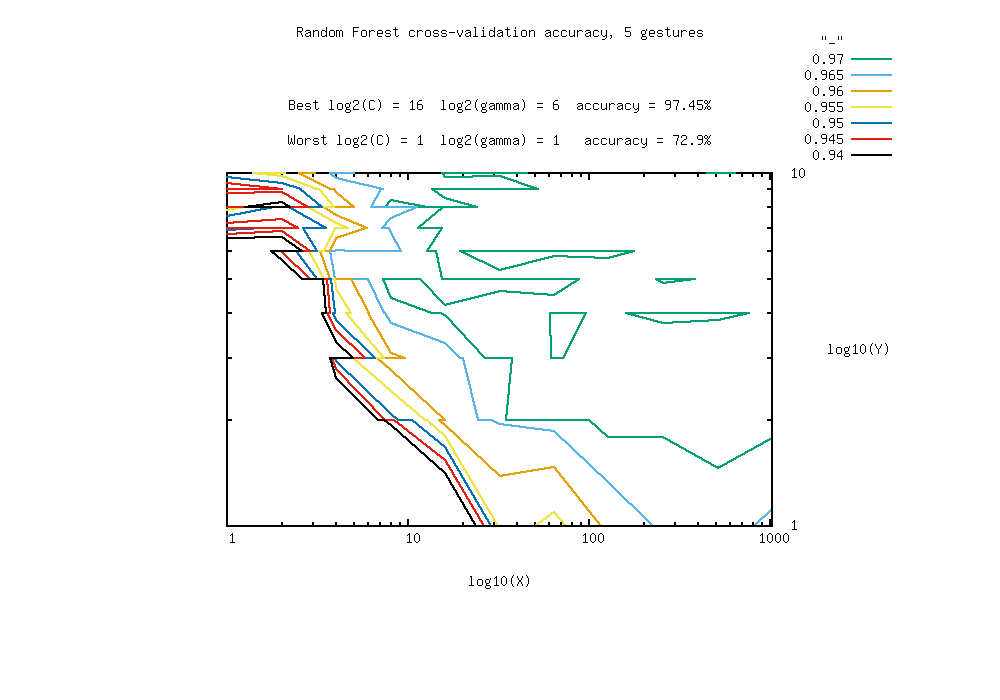 Random Forest cross-validation accuracy, 5 gestures
"_"
0.97
0.965
0.96
0.955
0.95
0.945
0.94
Best log2(C) = 16  log2(gamma) = 6  accuracy = 97.45%
Worst log2(C) = 1  log2(gamma) = 1   accuracy = 72.9%
10
log10(Y)
1
1 10 100 1000
log10(X)